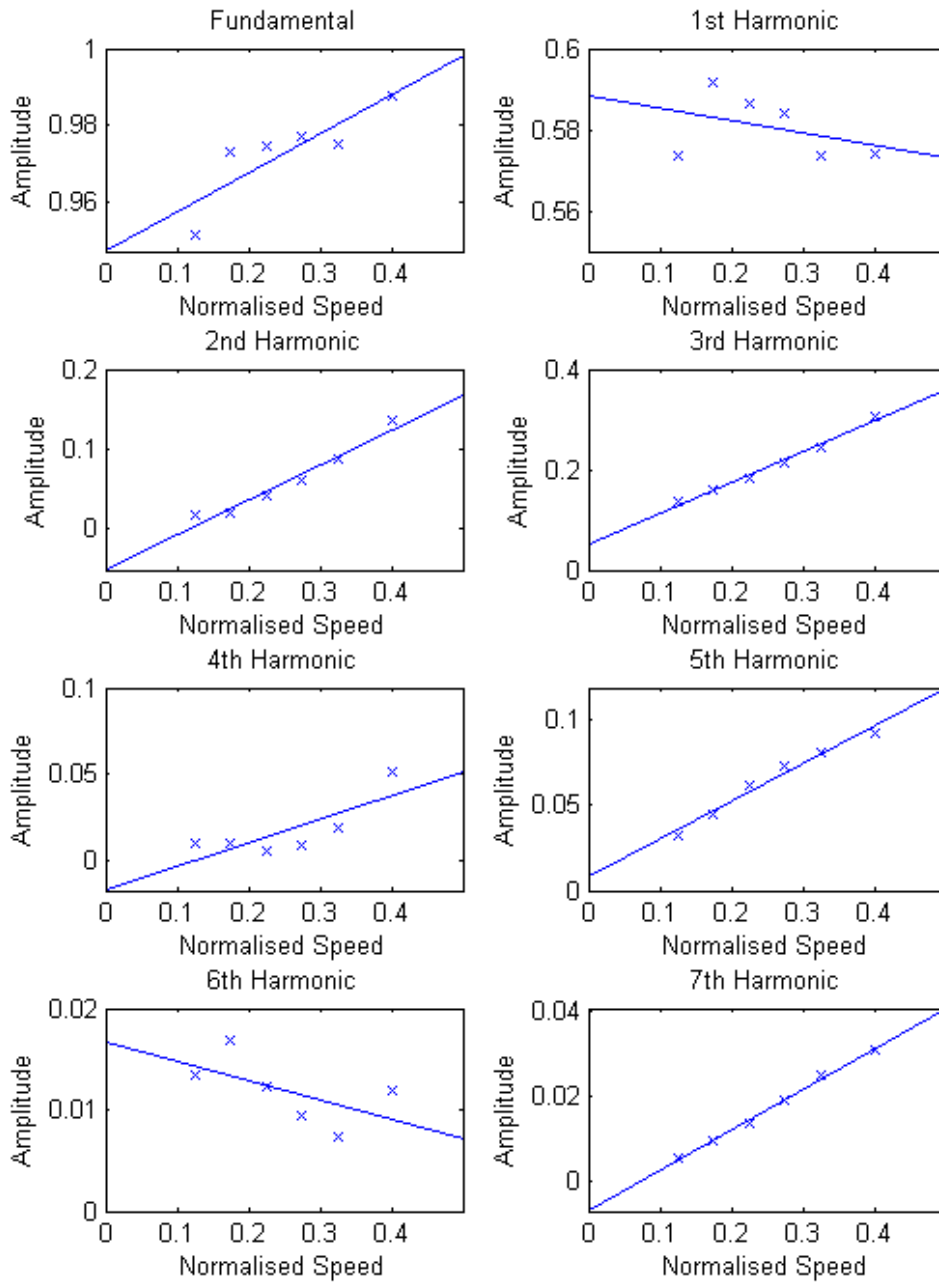 Fundamental
1
0.98
0.96
Amplitude
0 0.1 0.2 0.3 0.4
Normalised Speed
1st Harmonic
0.6
0.58
0.56
Amplitude
0 0.1 0.2 0.3 0.4
Normalised Speed
2nd Harmonic
0.2
0.1
0
Amplitude
0 0.1 0.2 0.3 0.4
Normalised Speed
3rd Harmonic
0.4
0.2
0
Amplitude
0 0.1 0.2 0.3 0.4
Normalised Speed
4th Harmonic
0.1
0.05
0
Amplitude
0 0.1 0.2 0.3 0.4
Normalised Speed
5th Harmonic
0.1
0.05
0
Amplitude
0 0.1 0.2 0.3 0.4
Normalised Speed
6th Harmonic
0.02
0.01
0
Amplitude
0 0.1 0.2 0.3 0.4
Normalised Speed
7th Harmonic
0.04
0.02
0
Amplitude
0 0.1 0.2 0.3 0.4
Normalised Speed